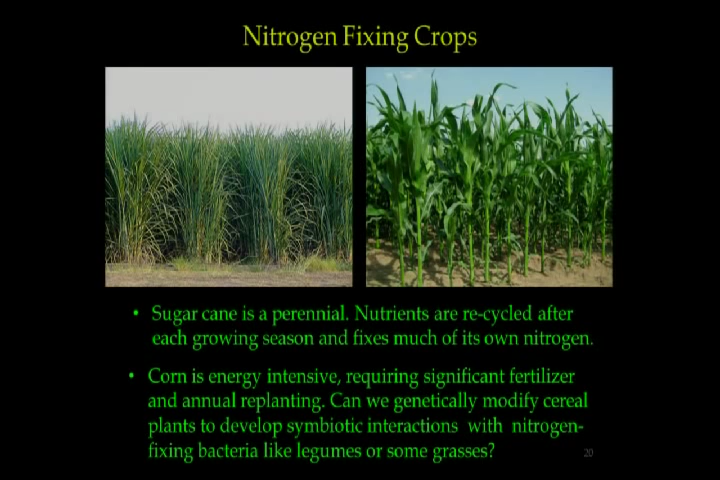 Nitrogen Fixing Crops
• Sugar cane is a perennial. Nutrients are re-cycled after
each growing season and fixes much of its own nitrogen.
• Corn is energy intensive, requiring significant fertilizer
and annual replanting. Can we genetically modify cereal
plants to develop symbiotic interactions with nitrogen-
fixing bacteria like legumes or some grasses?
20